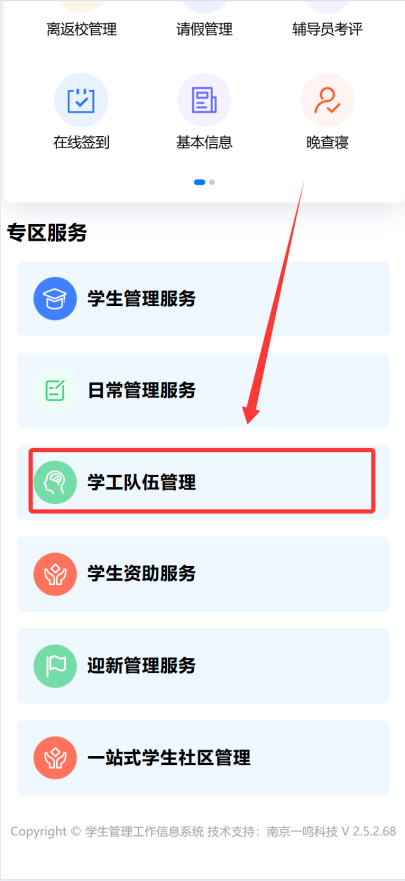 离返校管理 请假管理 辅导员考评
在线签到 基本信息 晚查寝
专区服务
学生管理服务
日常管理服务
学工队伍管理
学生资助服务
迎新管理服务
一站式学生社区管理
Copyright © 学生管理工作信息系统 技术支持：南京一鸣科技 V 2.5.2.68